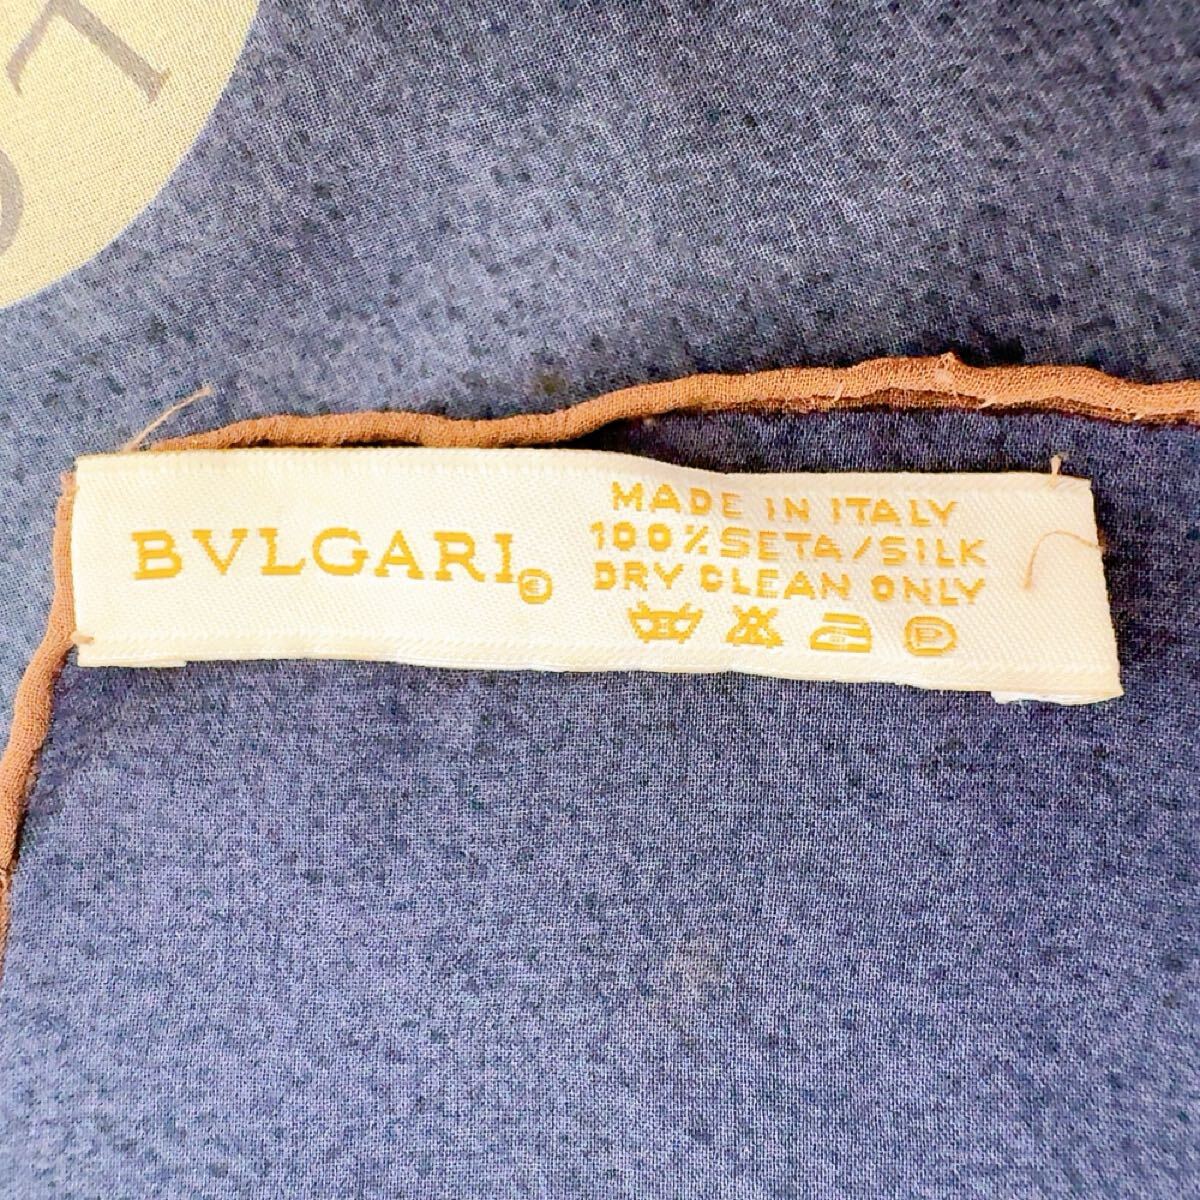 BVLGARI®
MADE IN ITALY
100% SETA/SILK
DRY CLEAN ONLY
P